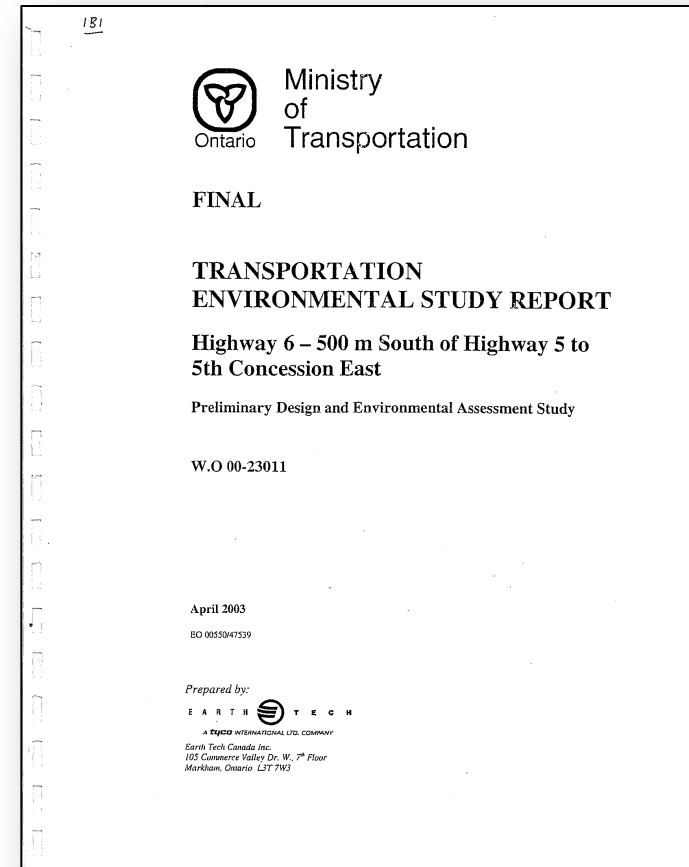 181
Ministry
of
Transportation
Ontario
FINAL
TRANSPORTATION
ENVIRONMENTAL STUDY REPORT
Highway 6 – 500 m South of Highway 5 to
5th Concession East
Preliminary Design and Environmental Assessment Study
W.O 00-23011
April 2003
EO 00550/47539
Prepared by:
EARTH TECH
A tyco INTERNATIONAL LTD. COMPANY
Earth Tech Canada Inc.
105 Commerce Valley Dr. W., 7th Floor
Markham, Ontario L3T 7W3